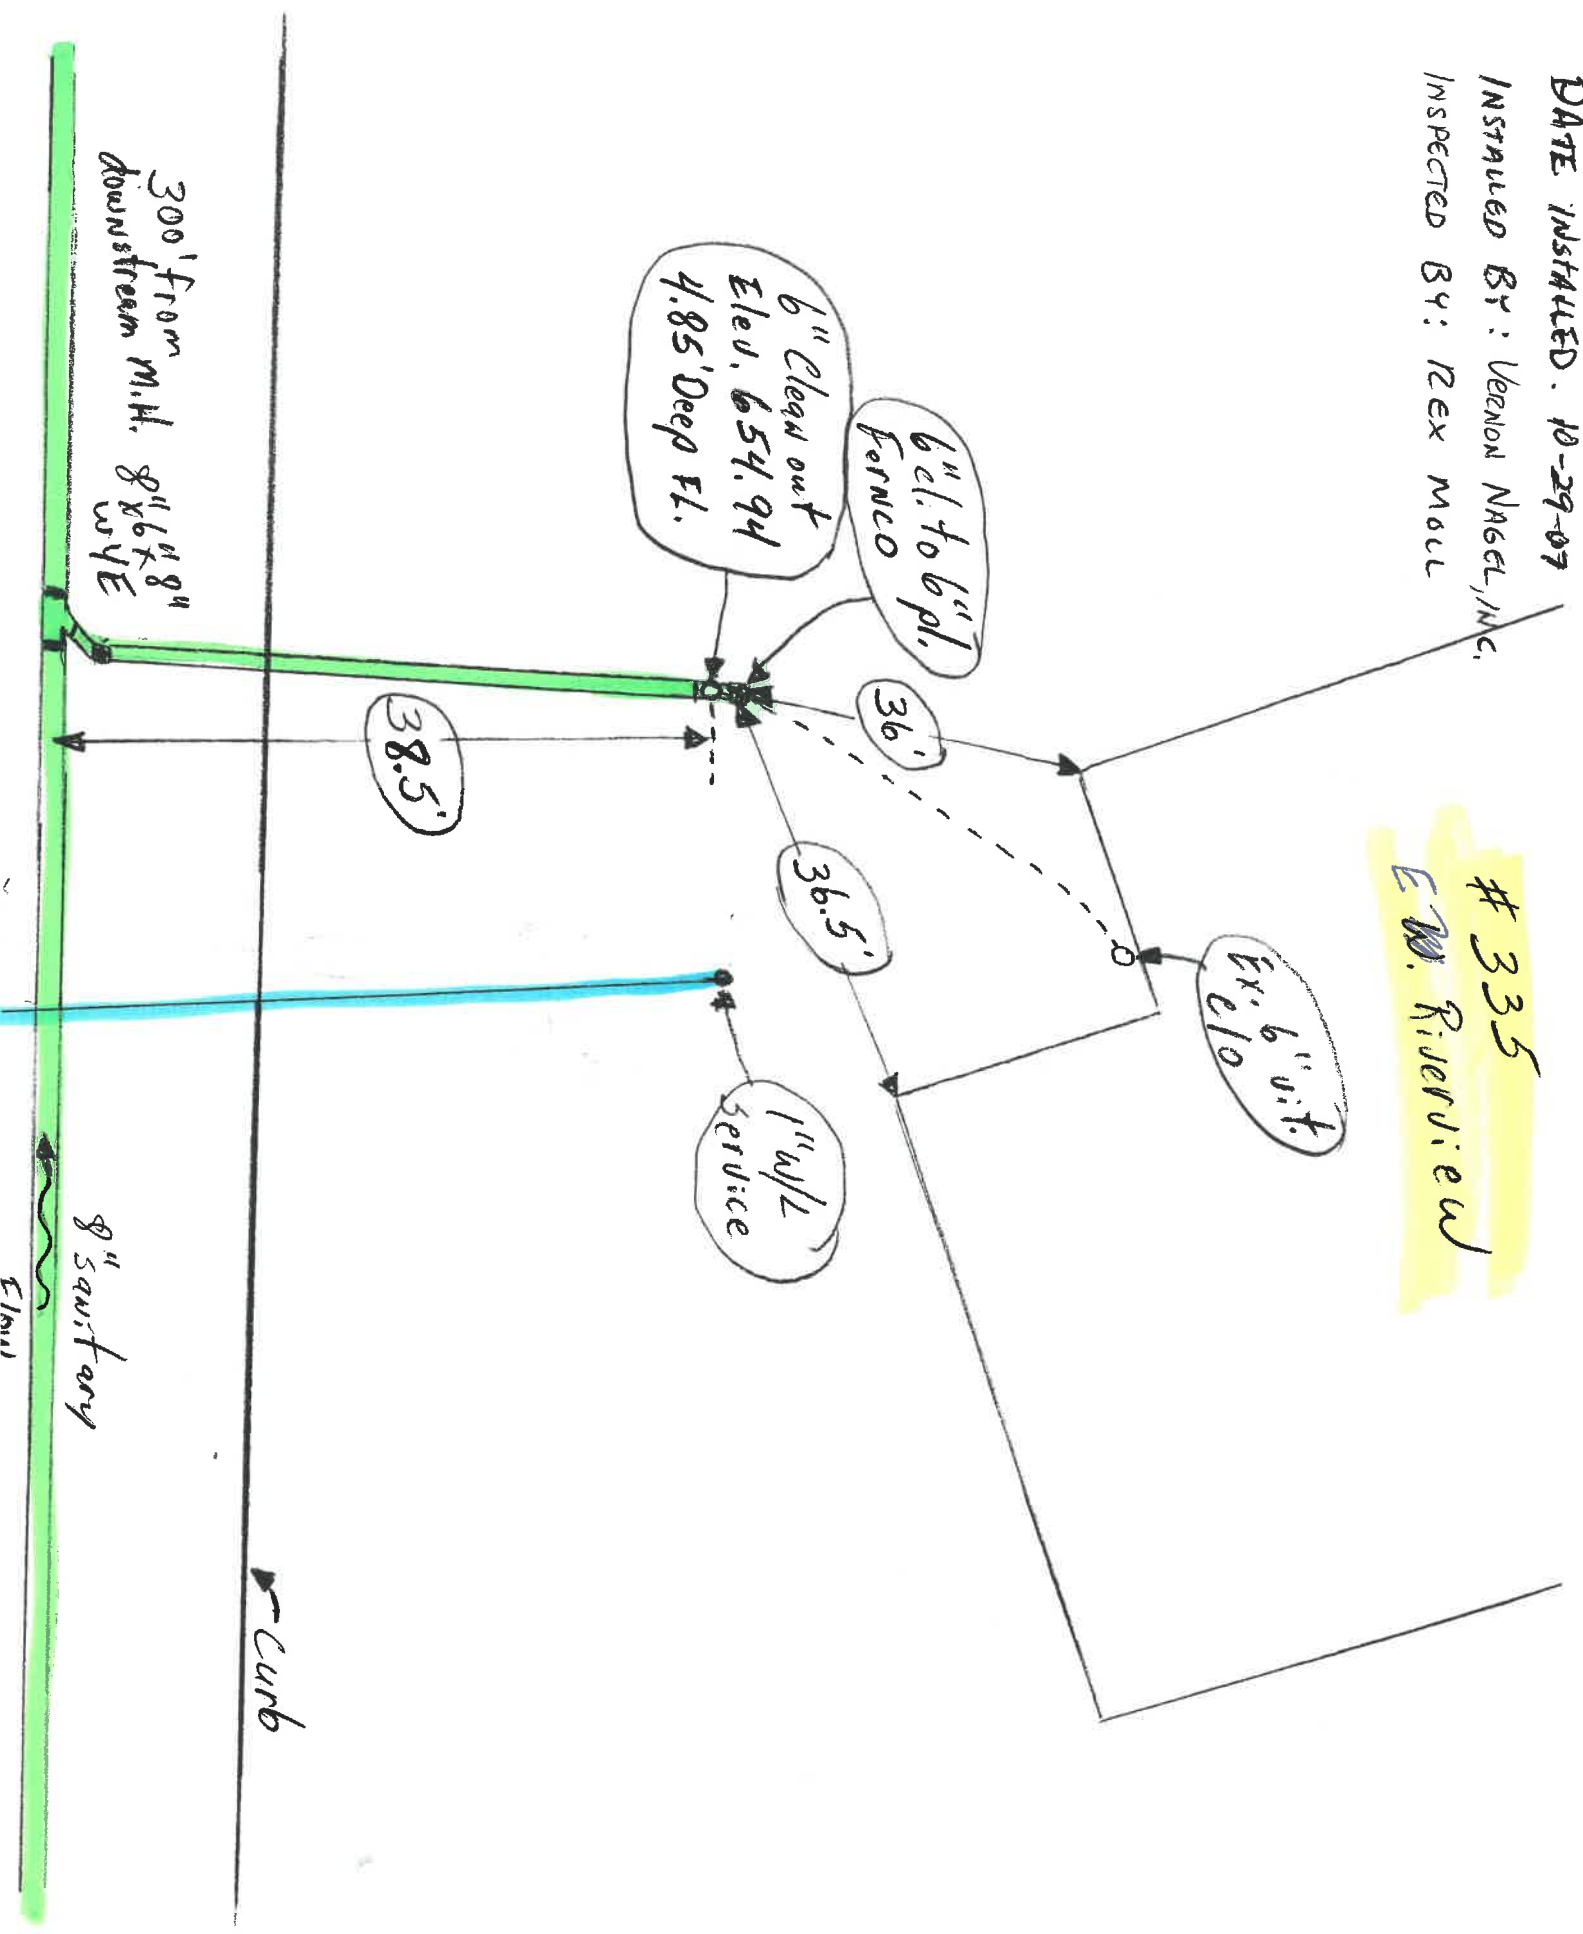 DATE INSTALLED. 10-29-07
INSTALLED BY: VERNON NAGEL, INC.
INSPECTED BY: REX MOLL
# 335
E. Riverview
Ex. 6" vit.
c/o
6" cl. to 6" pl.
FerNCO
36'
6" Clean out
Elev. 654.94
4.85' Deep FL.
36.5'
1" W/L
service
38.5'
300' from
downstream M.H.
8"x6"x8"
WYE
Curb
8" sanitary
Flow